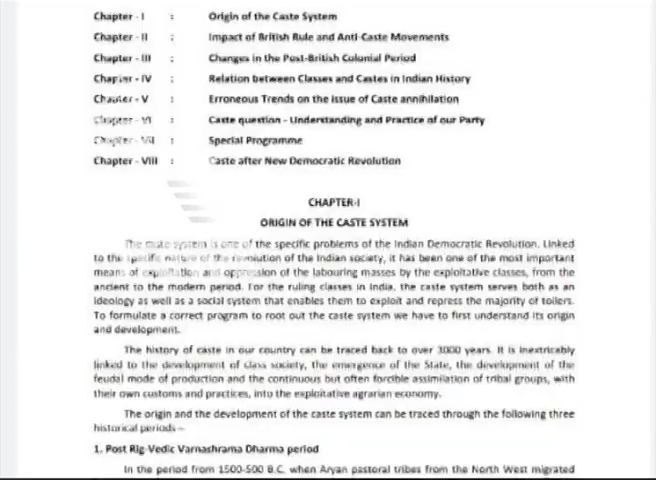 Chapter - I : Origin of the Caste System
Chapter - II : Impact of British Rule and Anti-Caste Movements
Chapter - III : Changes in the Post-British Colonial Period
Chapter - IV : Relation between Classes and Castes in Indian History
Chapter - V : Erroneous Trends on the issue of Caste annihilation
Chapter - VI : Caste question - Understanding and Practice of our Party
Chapter - VII : Special Programme
Chapter - VIII : Caste after New Democratic Revolution
CHAPTER-I
ORIGIN OF THE CASTE SYSTEM
The caste system is one of the specific problems of the Indian Democratic Revolution. Linked
to the specific nature of the evolution of the Indian society, it has been one of the most important
means of exploitation and oppression of the labouring masses by the exploitative classes, from the
ancient to the modern period. For the ruling classes in India, the caste system serves both as an
ideology as well as a social system that enables them to exploit and repress the majority of toilers.
To formulate a correct program to root out the caste system we have to first understand its origin
and development.
The history of caste in our country can be traced back to over 3000 years. It is inextricably
linked to the development of class society, the emergence of the State, the development of the
feudal mode of production and the continuous but often forcible assimilation of tribal groups, with
their own customs and practices, into the exploitative agrarian economy.
The origin and the development of the caste system can be traced through the following three
historical periods –
1. Post Rig-Vedic Varnashrama Dharma period
In the period from 1500-500 B.C. when Aryan pastoral tribes from the North West migrated